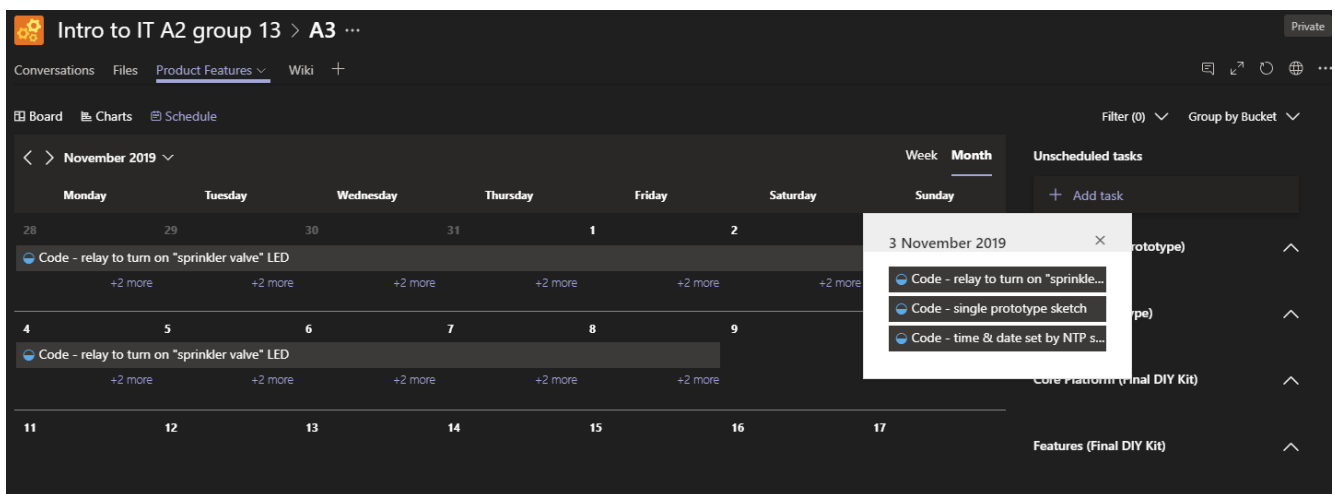 Intro to IT A2 group 13 > A3 ...
Private
Conversations Files Product Features Wiki +
Board Charts Schedule
Filter (0) Group by Bucket
< > November 2019
Week Month
Unscheduled tasks
Monday Tuesday Wednesday Thursday Friday Saturday Sunday
+ Add task
28 29 30 31 1 2
Code - relay to turn on "sprinkler valve" LED
+2 more +2 more +2 more +2 more +2 more +2 more
3 November 2019 ×
Code - relay to turn on "sprinkle...
Code - single prototype sketch
Code - time & date set by NTP s...
rototype)
4 5 6 7 8 9
ype)
Code - relay to turn on "sprinkler valve" LED
+2 more +2 more +2 more +2 more +2 more
Core Platform (Final DIY Kit)
11 12 13 14 15 16 17
Features (Final DIY Kit)